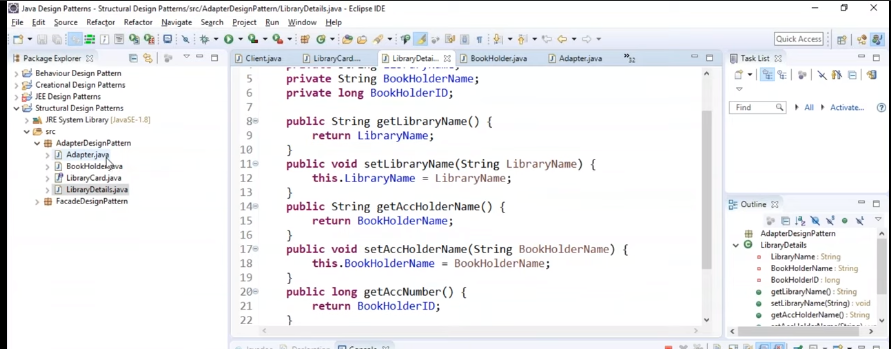 Java Design Patterns - Structural Design Patterns/src/AdapterDesignPattern/LibraryDetails.java - Eclipse IDE
File Edit Source Refactor Refactor Navigate Search Project Run Window Help
Quick Access
Package Explorer
Behaviour Design Pattern
Creational Design Patterns
JEE Design Patterns
Structural Design Patterns
JRE System Library [JavaSE-1.8]
src
AdapterDesignPattern
Adapter.java
BookHolder.java
LibraryCard.java
LibraryDetails.java
FacadeDesignPattern
Client.java
LibraryCard....
LibraryDetai...
BookHolder.java
Adapter.java
5 private String BookHolderName;
6 private long BookHolderID;
7
8 public String getLibraryName() {
9 return LibraryName;
10 }
11 public void setLibraryName(String LibraryName) {
12 this.LibraryName = LibraryName;
13 }
14 public String getAccHolderName() {
15 return BookHolderName;
16 }
17 public void setAccHolderName(String BookHolderName) {
18 this.BookHolderName = BookHolderName;
19 }
20 public long getAccNumber() {
21 return BookHolderID;
22 }
Task List
Find
All
Activate...
Outline
AdapterDesignPattern
LibraryDetails
LibraryName : String
BookHolderName : String
BookHolderID : long
getLibraryName() : String
setLibraryName(String) : void
getAccHolderName() : String
Console